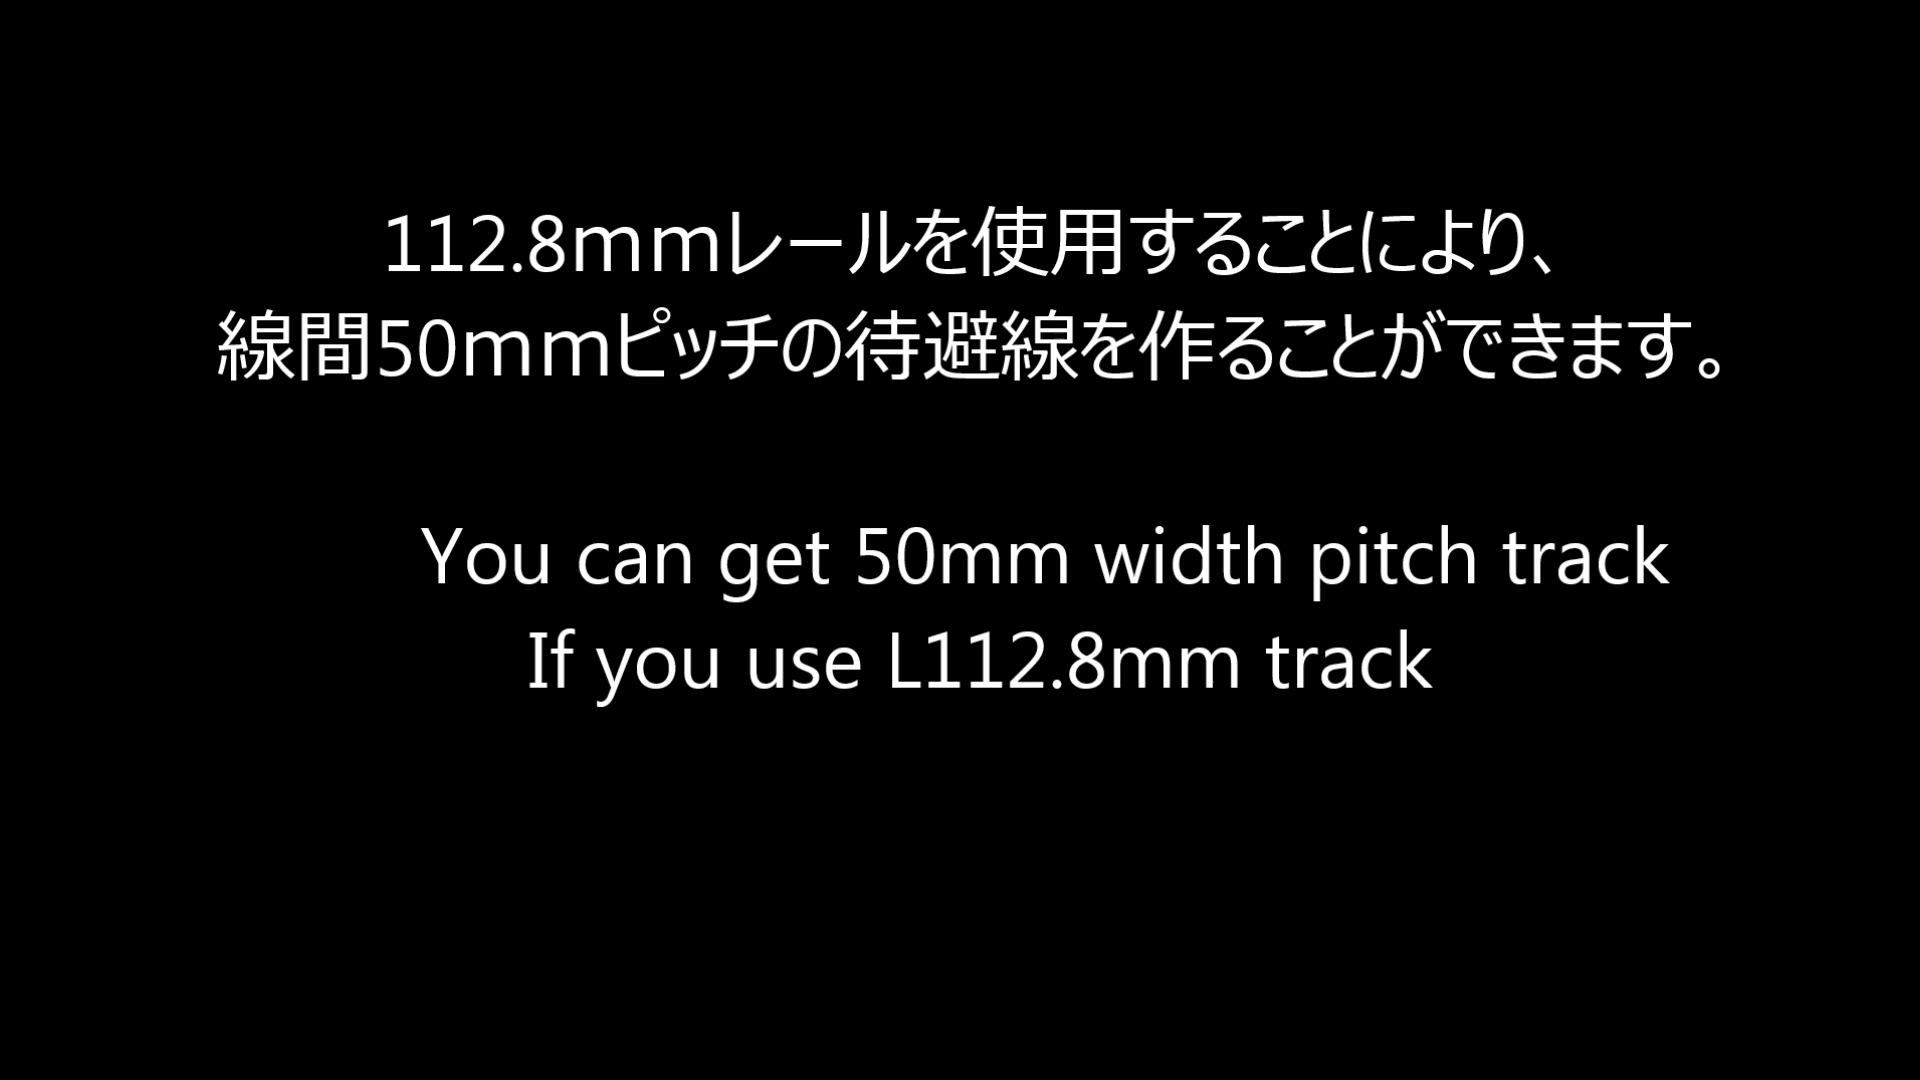 112.8ｍｍレールを使用することにより、
線間50ｍｍピッチの待避線を作ることができます。
You can get 50mm width pitch track
If you use L112.8mm track